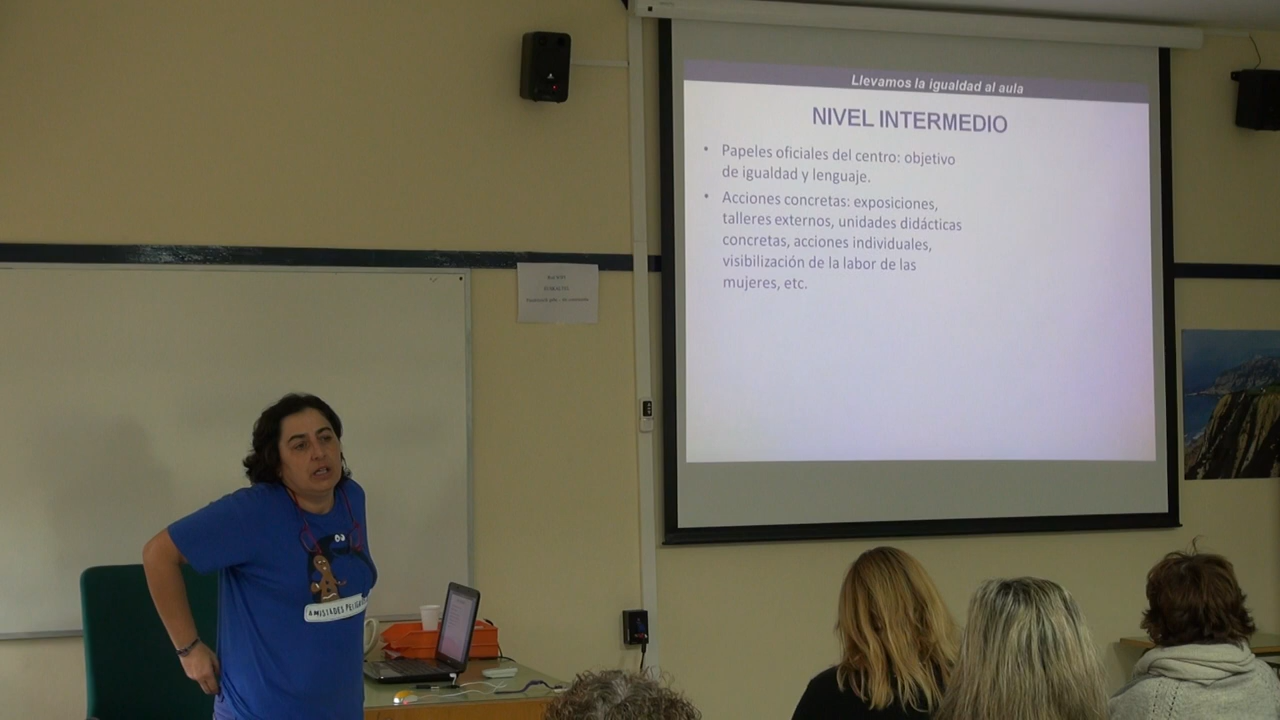 Llevamos la igualdad al aula
NIVEL INTERMEDIO
• Papeles oficiales del centro: objetivo
de igualdad y lenguaje.
• Acciones concretas: exposiciones,
talleres externos, unidades didácticas
concretas, acciones individuales,
visibilización de la labor de las
mujeres, etc.
AMISTADES